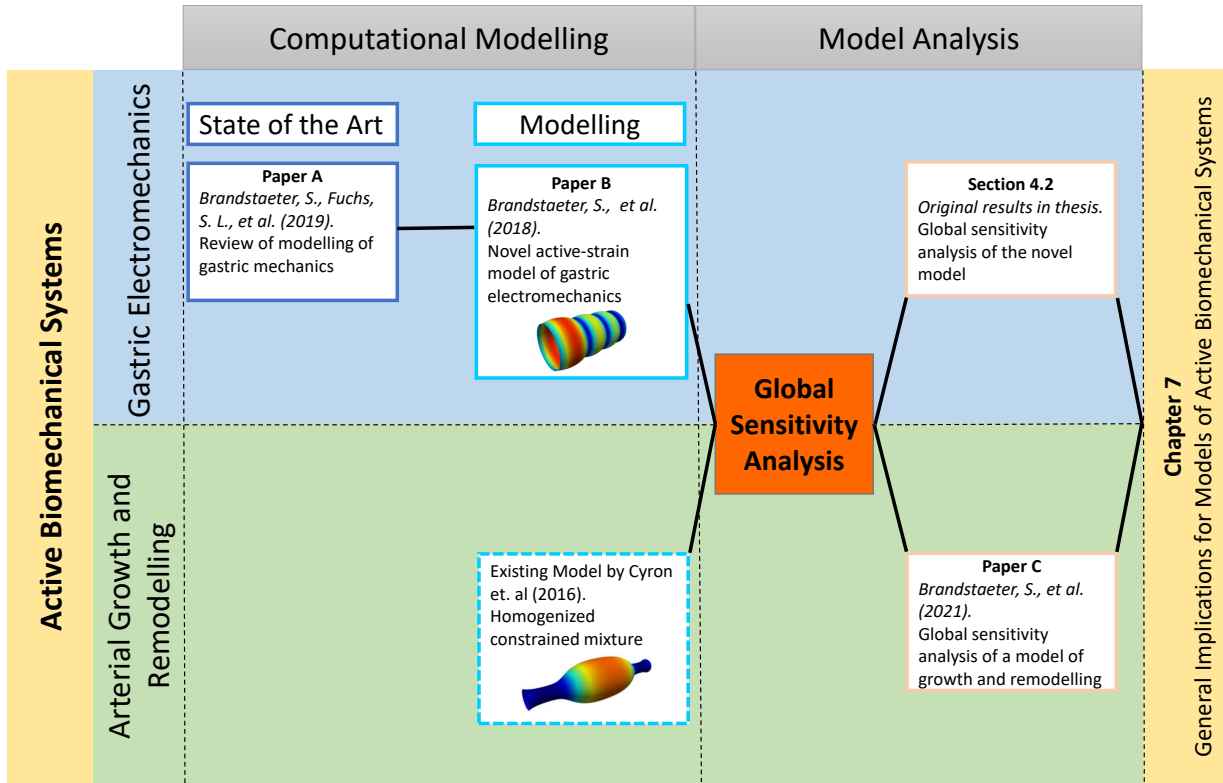 Computational Modelling
Model Analysis
Active Biomechanical Systems
Gastric Electromechanics
State of the Art
Modelling
Paper A
Brandstaeter, S., Fuchs,
S. L., et al. (2019).
Review of modelling of
gastric mechanics
Paper B
Brandstaeter, S., et al.
(2018).
Novel active-strain
model of gastric
electromechanics
Section 4.2
Original results in thesis.
Global sensitivity
analysis of the novel
model
Global
Sensitivity
Analysis
Arterial Growth and
Remodelling
Existing Model by Cyron
et. al (2016).
Homogenized
constrained mixture
Paper C
Brandstaeter, S., et al.
(2021).
Global sensitivity
analysis of a model of
growth and remodelling
Chapter 7
General Implications for Models of Active Biomechanical Systems